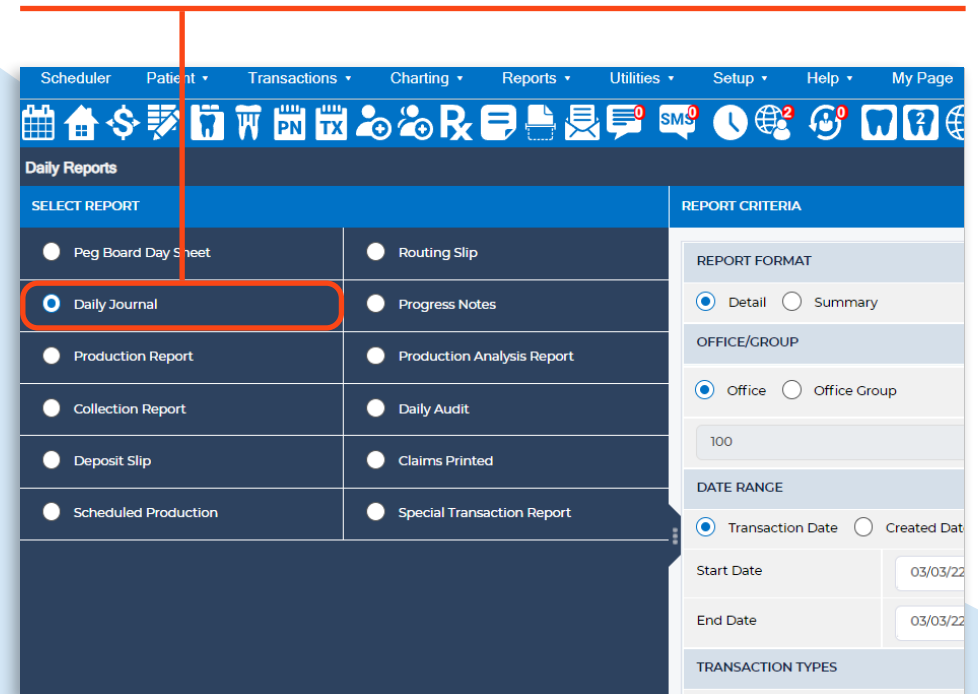 Scheduler Patient Transactions Charting Reports Utilities Setup Help My Page
PN TX 0 SMS 0 2 0 2
Daily Reports
SELECT REPORT
Peg Board Day Sheet Routing Slip
Daily Journal Progress Notes
Production Report Production Analysis Report
Collection Report Daily Audit
Deposit Slip Claims Printed
Scheduled Production Special Transaction Report
REPORT CRITERIA
REPORT FORMAT
Detail Summary
OFFICE/GROUP
Office Office Group
100
DATE RANGE
Transaction Date Created Dat
Start Date 03/03/22
End Date 03/03/22
TRANSACTION TYPES